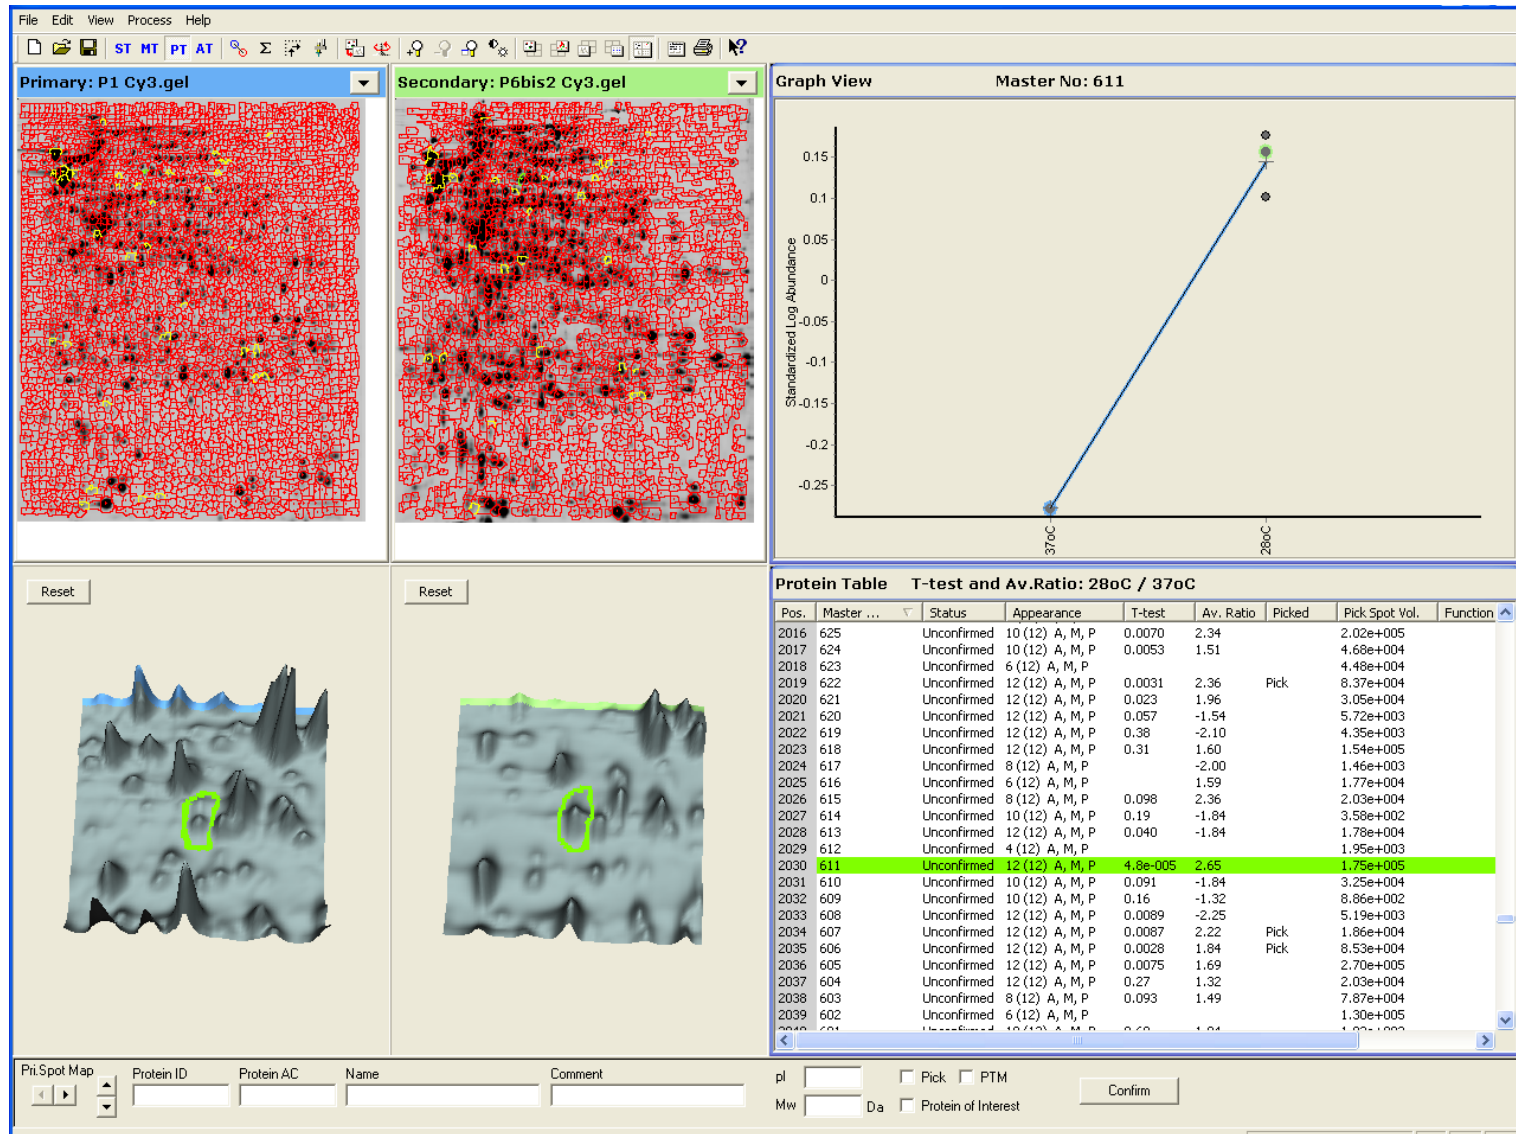 File Edit View Process Help
ST MT PT AT Σ
Primary: P1 Cy3.gel
Secondary: P6bis2 Cy3.gel
Graph View Master No: 611
Standardized Log Abundance
0.15
0.1
0.05
0
-0.05
-0.1
-0.15
-0.2
-0.25
37oC
28oC
Reset
Reset
Protein Table T-test and Av.Ratio: 28oC / 37oC
Pos. Master ... Status Appearance T-test Av. Ratio Picked Pick Spot Vol. Function
2016 625 Unconfirmed 10 (12) A, M, P 0.0070 2.34 2.02e+005
2017 624 Unconfirmed 10 (12) A, M, P 0.0053 1.51 4.68e+004
2018 623 Unconfirmed 6 (12) A, M, P 4.48e+004
2019 622 Unconfirmed 12 (12) A, M, P 0.0031 2.36 Pick 8.37e+004
2020 621 Unconfirmed 12 (12) A, M, P 0.023 1.96 3.05e+004
2021 620 Unconfirmed 12 (12) A, M, P 0.057 -1.54 5.72e+003
2022 619 Unconfirmed 12 (12) A, M, P 0.38 -2.10 4.35e+003
2023 618 Unconfirmed 12 (12) A, M, P 0.31 1.60 1.54e+005
2024 617 Unconfirmed 8 (12) A, M, P -2.00 1.46e+003
2025 616 Unconfirmed 6 (12) A, M, P 1.59 1.77e+004
2026 615 Unconfirmed 8 (12) A, M, P 0.098 2.36 2.03e+004
2027 614 Unconfirmed 10 (12) A, M, P 0.19 -1.84 3.58e+002
2028 613 Unconfirmed 12 (12) A, M, P 0.040 -1.84 1.78e+004
2029 612 Unconfirmed 4 (12) A, M, P 1.95e+003
2030 611 Unconfirmed 12 (12) A, M, P 4.8e-005 2.65 1.75e+005
2031 610 Unconfirmed 10 (12) A, M, P 0.091 -1.84 3.25e+004
2032 609 Unconfirmed 10 (12) A, M, P 0.16 -1.32 8.86e+002
2033 608 Unconfirmed 12 (12) A, M, P 0.0089 -2.25 5.19e+003
2034 607 Unconfirmed 12 (12) A, M, P 0.0087 2.22 Pick 1.86e+004
2035 606 Unconfirmed 12 (12) A, M, P 0.0028 1.84 Pick 8.53e+004
2036 605 Unconfirmed 12 (12) A, M, P 0.0075 1.69 2.70e+005
2037 604 Unconfirmed 12 (12) A, M, P 0.27 1.32 2.03e+004
2038 603 Unconfirmed 8 (12) A, M, P 0.093 1.49 7.87e+004
2039 602 Unconfirmed 6 (12) A, M, P 1.30e+005
Pri.Spot Map Protein ID Protein AC Name Comment pI Pick PTM
Mw Da Protein of Interest Confirm